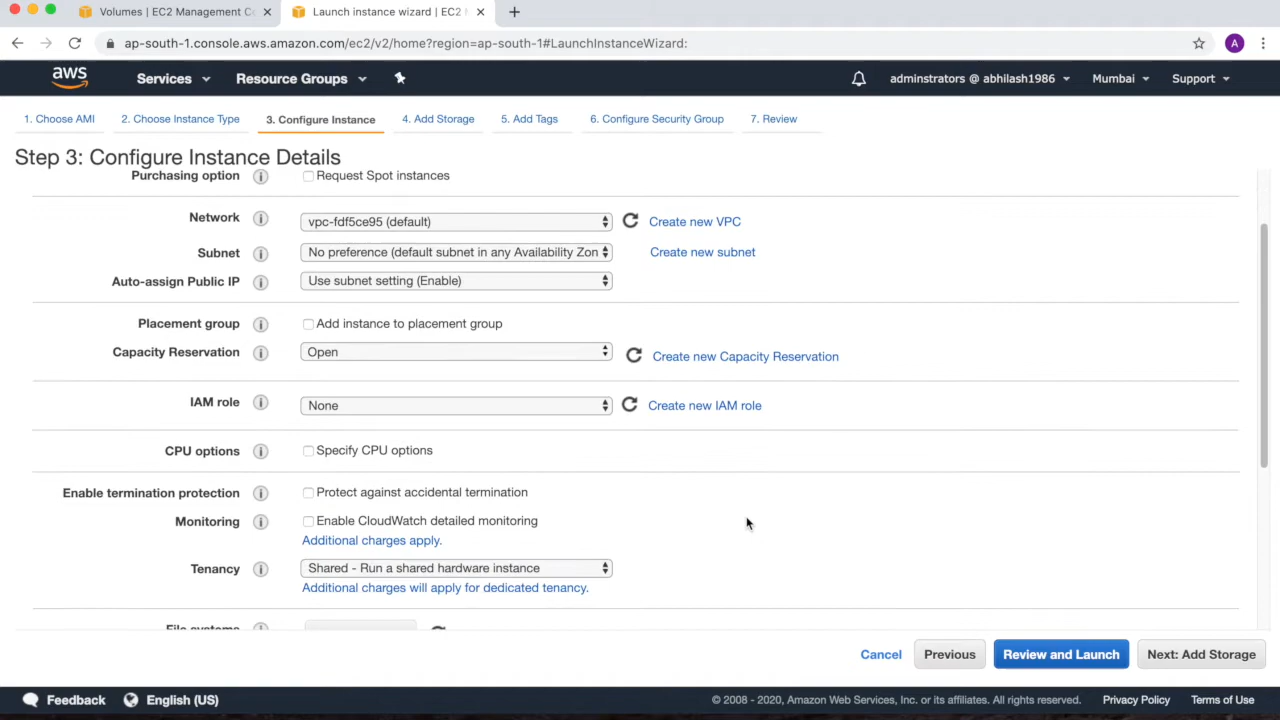 Volumes | EC2 Management Co
Launch instance wizard | EC2 M
ap-south-1.console.aws.amazon.com/ec2/v2/home?region=ap-south-1#LaunchInstanceWizard:
A
aws
Services
Resource Groups
adminstrators @ abhilash1986
Mumbai
Support
1. Choose AMI
2. Choose Instance Type
3. Configure Instance
4. Add Storage
5. Add Tags
6. Configure Security Group
7. Review
Step 3: Configure Instance Details
Purchasing option
Request Spot instances
Network
vpc-fdf5ce95 (default)
Create new VPC
Subnet
No preference (default subnet in any Availability Zon
Create new subnet
Auto-assign Public IP
Use subnet setting (Enable)
Placement group
Add instance to placement group
Capacity Reservation
Open
Create new Capacity Reservation
IAM role
None
Create new IAM role
CPU options
Specify CPU options
Enable termination protection
Protect against accidental termination
Monitoring
Enable CloudWatch detailed monitoring
Additional charges apply.
Tenancy
Shared - Run a shared hardware instance
Additional charges will apply for dedicated tenancy.
File systems
Cancel
Previous
Review and Launch
Next: Add Storage
Feedback
English (US)
© 2008 - 2020, Amazon Web Services, Inc. or its affiliates. All rights reserved.
Privacy Policy
Terms of Use